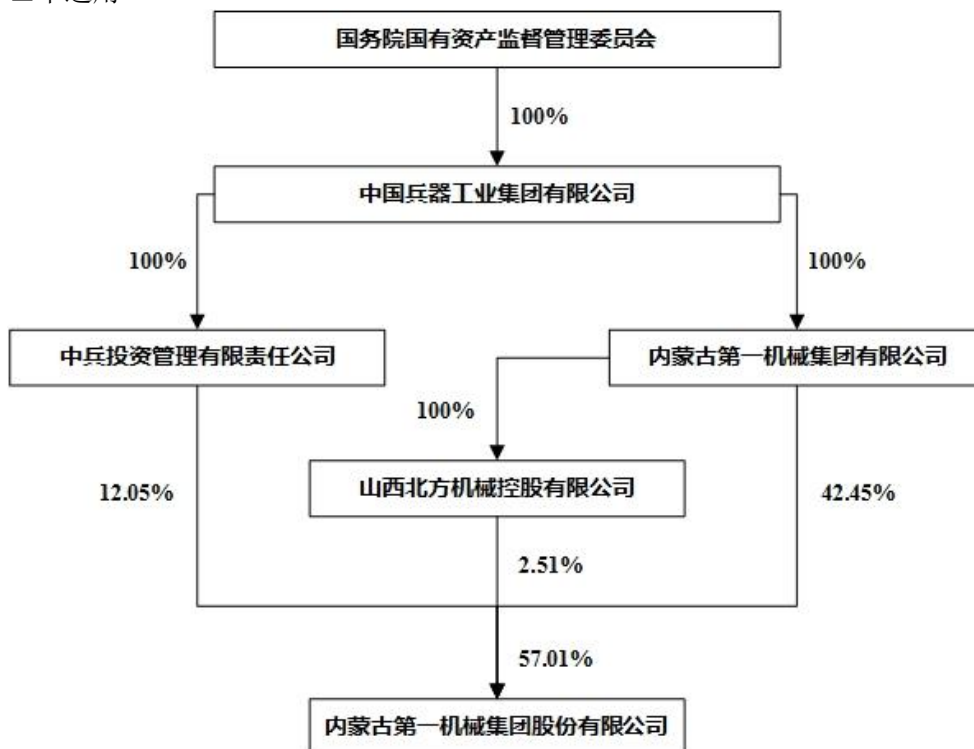 国务院国有资产监督管理委员会
100%
中国兵器工业集团有限公司
100%
100%
中兵投资管理有限责任公司
内蒙古第一机械集团有限公司
100%
山西北方机械控股有限公司
12.05%
42.45%
2.51%
57.01%
内蒙古第一机械集团股份有限公司